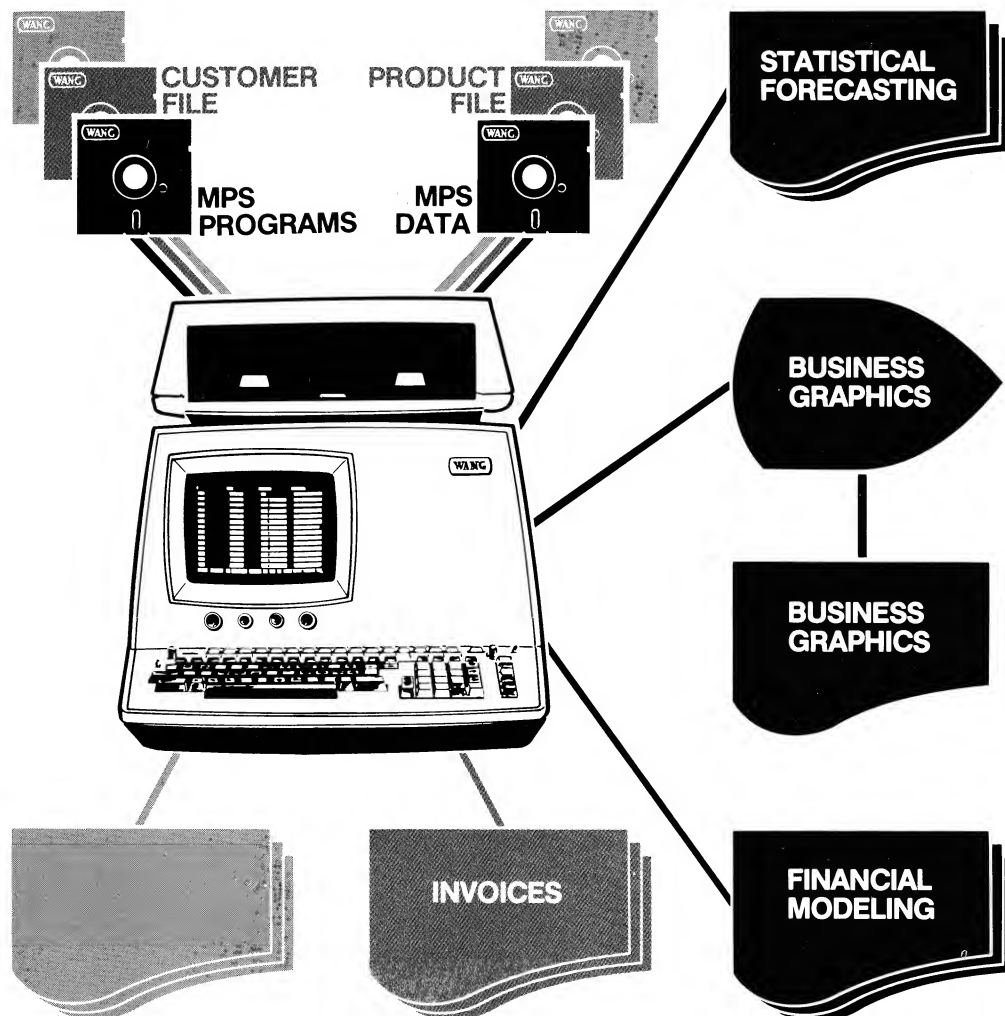 WANG
WANG
WANG
CUSTOMER
FILE
MPS
PROGRAMS
WANG
PRODUCT
FILE
WANG
MPS
DATA
STATISTICAL
FORECASTING
WANG
BUSINESS
GRAPHICS
BUSINESS
GRAPHICS
INVOICES
FINANCIAL
MODELING